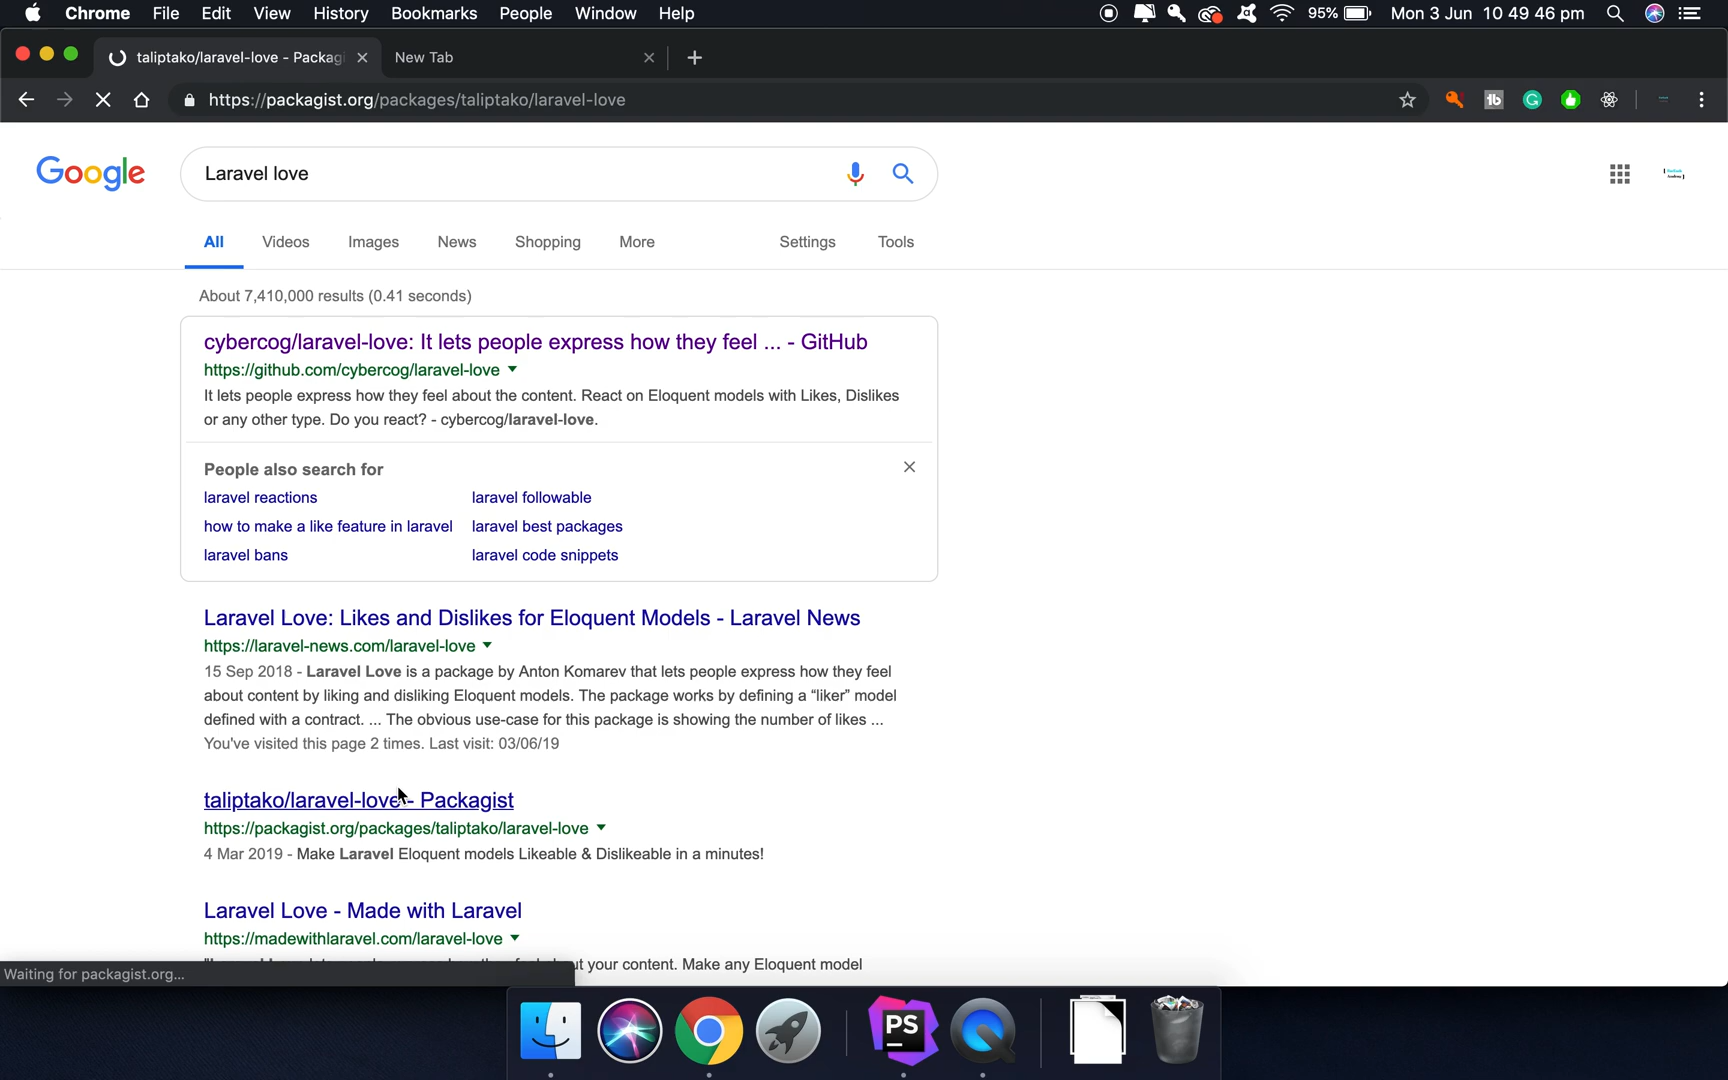 Chrome File Edit View History Bookmarks People Window Help 95% Mon 3 Jun 10 49 46 pm
taliptako/laravel-love - Packagi New Tab
https://packagist.org/packages/taliptako/laravel-love
Google Laravel love
All Videos Images News Shopping More Settings Tools
About 7,410,000 results (0.41 seconds)
cybercog/laravel-love: It lets people express how they feel ... - GitHub
https://github.com/cybercog/laravel-love
It lets people express how they feel about the content. React on Eloquent models with Likes, Dislikes
or any other type. Do you react? - cybercog/laravel-love.
People also search for
laravel reactions laravel followable
how to make a like feature in laravel laravel best packages
laravel bans laravel code snippets
Laravel Love: Likes and Dislikes for Eloquent Models - Laravel News
https://laravel-news.com/laravel-love
15 Sep 2018 - Laravel Love is a package by Anton Komarev that lets people express how they feel
about content by liking and disliking Eloquent models. The package works by defining a “liker” model
defined with a contract. ... The obvious use-case for this package is showing the number of likes ...
You've visited this page 2 times. Last visit: 03/06/19
taliptako/laravel-love - Packagist
https://packagist.org/packages/taliptako/laravel-love
4 Mar 2019 - Make Laravel Eloquent models Likeable & Dislikeable in a minutes!
Laravel Love - Made with Laravel
https://madewithlaravel.com/laravel-love
your content. Make any Eloquent model
Waiting for packagist.org...
PS